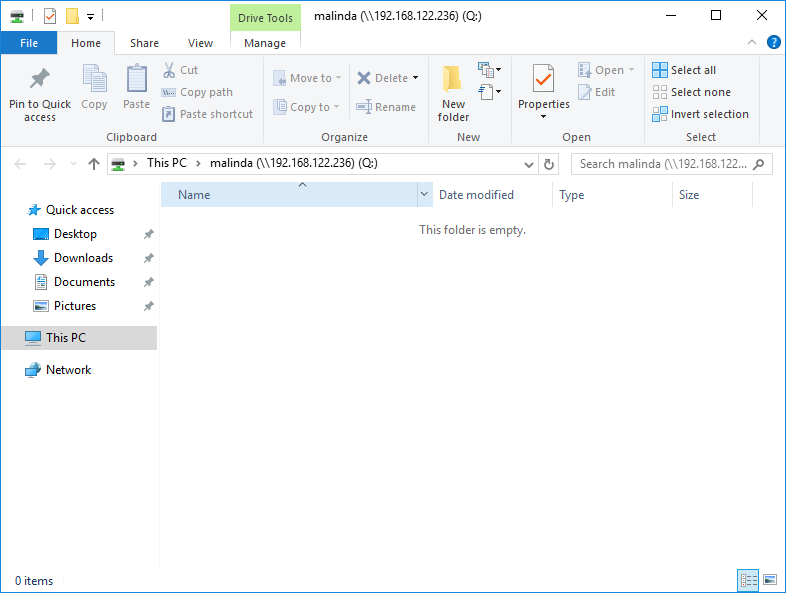 Drive Tools
malinda (\\192.168.122.236) (Q:)
File
Home
Share
View
Manage
Pin to Quick access
Copy
Paste
Cut
Copy path
Paste shortcut
Clipboard
Move to
Copy to
Delete
Rename
Organize
New folder
New
Properties
Open
Edit
Open
Select all
Select none
Invert selection
Select
This PC
malinda (\\192.168.122.236) (Q:)
Search malinda (\\192.168.122...
Name
Date modified
Type
Size
This folder is empty.
Quick access
Desktop
Downloads
Documents
Pictures
This PC
Network
0 items